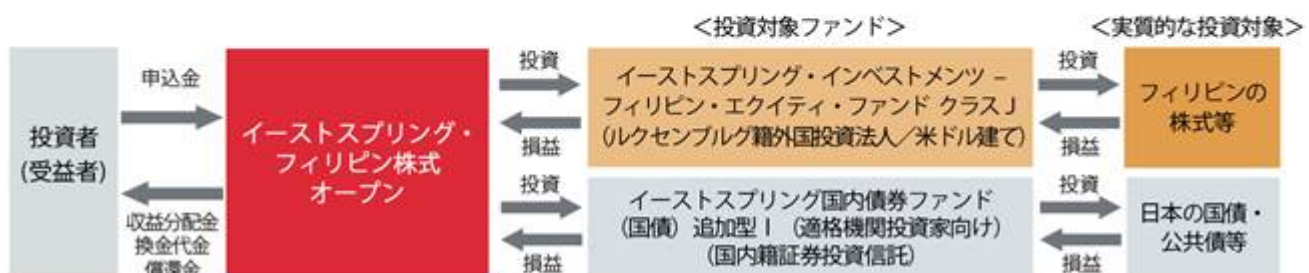 ＜投資対象ファンド＞
＜実質的な投資対象＞
投資者
(受益者)
申込金
収益分配金
換金代金
償還金
イーストスプリング・
フィリピン株式
オープン
投資
損益
投資
損益
イーストスプリング・インベストメンツ –
フィリピン・エクイティ・ファンド クラスJ
(ルクセンブルグ籍外国投資法人／米ドル建て)
イーストスプリング国内債券ファンド
(国債) 追加型Ⅰ (適格機関投資家向け)
(国内籍証券投資信託)
投資
損益
投資
損益
フィリピンの
株式等
日本の国債・
公共債等